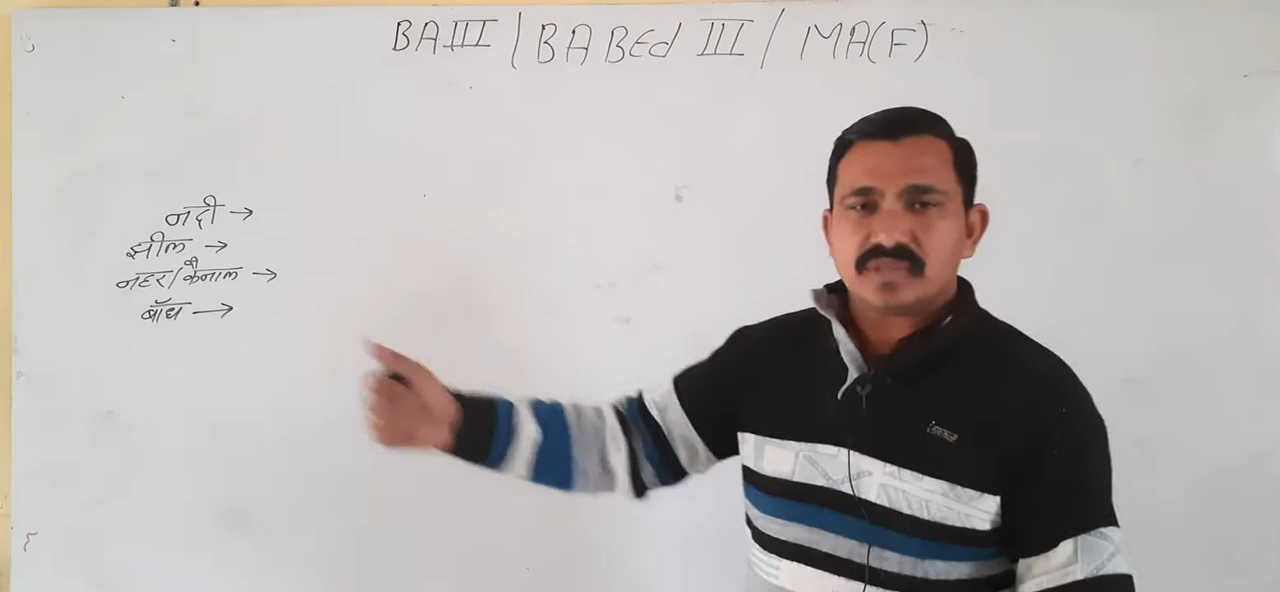 BA III / BA BEd III / MA(F)
नदी →
झील →
नहर/कैनाल →
बाँध →